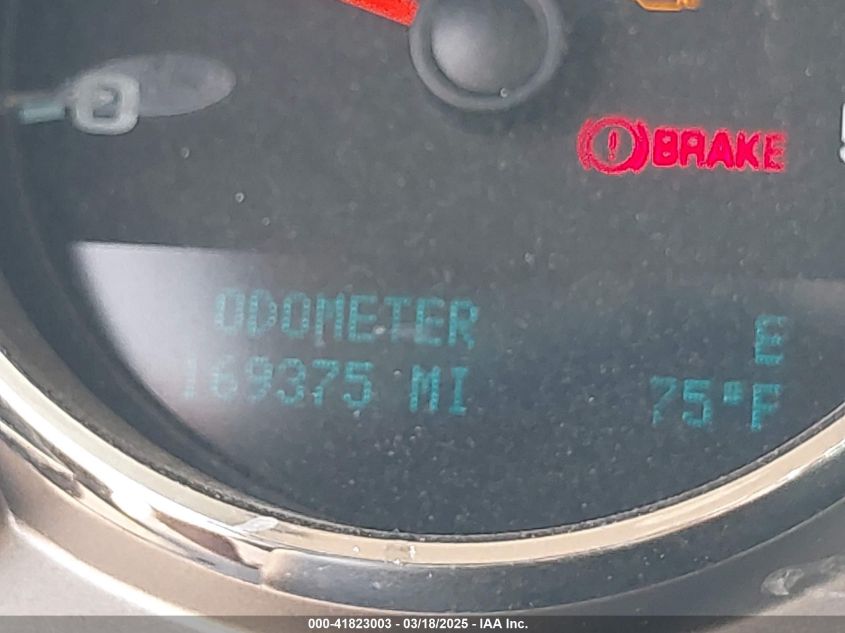 BRAKE
ODOMETER E
169375 MI 75°F
000-41823003 - 03/18/2025 - IAA Inc.